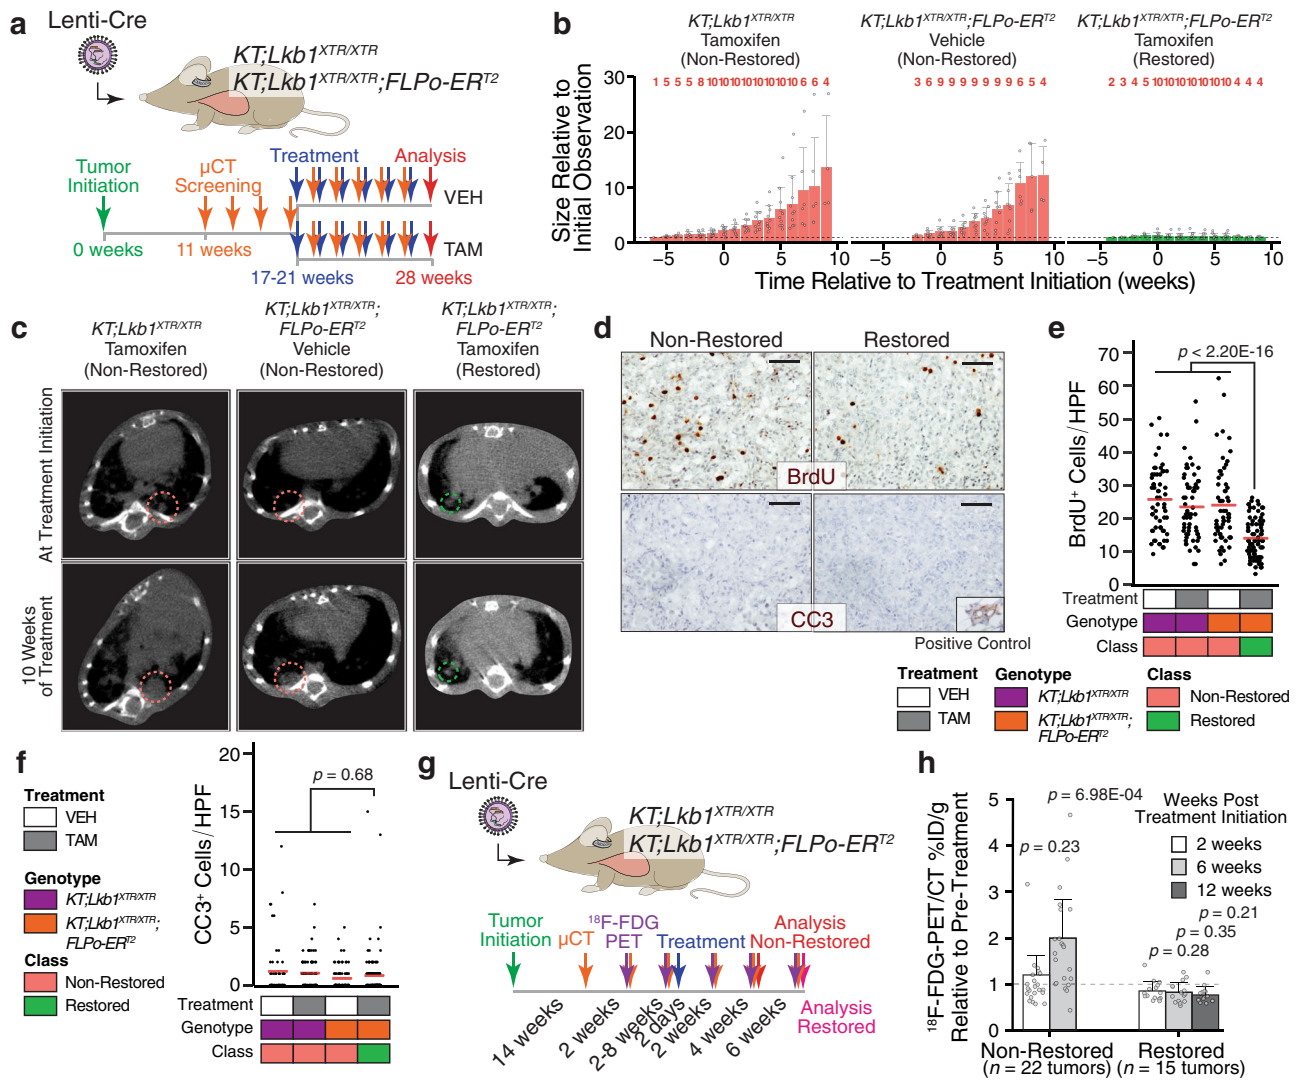 a
Lenti-Cre
KT;Lkb1XTR/XTR
KT;Lkb1XTR/XTR;FLPo-ERT2
Tumor
Initiation
µCT
Screening
Treatment
Analysis
VEH
TAM
0 weeks
11 weeks
17-21 weeks
28 weeks
b
KT;Lkb1XTR/XTR
Tamoxifen
(Non-Restored)
KT;Lkb1XTR/XTR;FLPo-ERT2
Vehicle
(Non-Restored)
KT;Lkb1XTR/XTR;FLPo-ERT2
Tamoxifen
(Restored)
Size Relative to
Initial Observation
30
20
10
0
1 5 5 5 8 10 10 10 10 10 10 10 6 6 4
3 6 9 9 9 9 9 9 9 6 5 4
2 3 4 5 10 10 10 10 10 10 4 4 4
−5 0 5 10
−5 0 5 10
−5 0 5 10
Time Relative to Treatment Initiation (weeks)
c
KT;Lkb1XTR/XTR
Tamoxifen
(Non-Restored)
KT;Lkb1XTR/XTR;
FLPo-ERT2
Vehicle
(Non-Restored)
KT;Lkb1XTR/XTR;
FLPo-ERT2
Tamoxifen
(Restored)
At Treatment Initiation
10 Weeks
of Treatment
d
Non-Restored
Restored
BrdU
CC3
Positive Control
e
BrdU+ Cells/HPF
70
60
50
40
30
20
10
0
p < 2.20E-16
Treatment
Genotype
Class
Treatment
VEH
TAM
Genotype
KT;Lkb1XTR/XTR
KT;Lkb1XTR/XTR;
FLPo-ERT2
Class
Non-Restored
Restored
f
Treatment
VEH
TAM
Genotype
KT;Lkb1XTR/XTR
KT;Lkb1XTR/XTR;
FLPo-ERT2
Class
Non-Restored
Restored
CC3+ Cells/HPF
20
15
10
5
0
p = 0.68
Treatment
Genotype
Class
g
Lenti-Cre
KT;Lkb1XTR/XTR
KT;Lkb1XTR/XTR;FLPo-ERT2
Tumor
Initiation
µCT
18F-FDG
PET
Treatment
Analysis
Non-Restored
Analysis
Restored
14 weeks
2 weeks
2-8 weeks
2 days
2 weeks
4 weeks
6 weeks
h
18F-FDG-PET/CT %ID/g
Relative to Pre-Treatment
5
4
3
2
1
0
p = 6.98E-04
p = 0.23
p = 0.21
p = 0.35
p = 0.28
Weeks Post
Treatment Initiation
2 weeks
6 weeks
12 weeks
Non-Restored
(n = 22 tumors)
Restored
(n = 15 tumors)